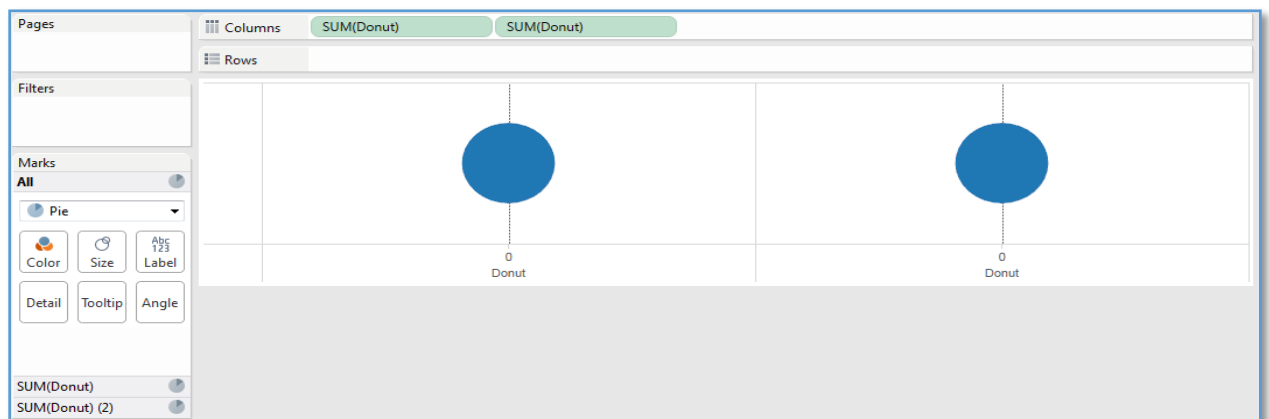 Pages
Columns SUM(Donut) SUM(Donut)
Rows
Filters
Marks
All
Pie
Color Size Abc 123 Label
Detail Tooltip Angle
SUM(Donut)
SUM(Donut) (2)
0 0
Donut Donut